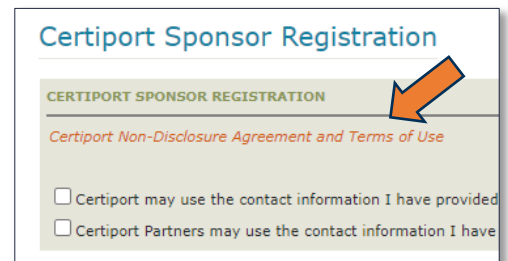 Certiport Sponsor Registration
CERTIPORT SPONSOR REGISTRATION
Certiport Non-Disclosure Agreement and Terms of Use
Certiport may use the contact information I have provided
Certiport Partners may use the contact information I have